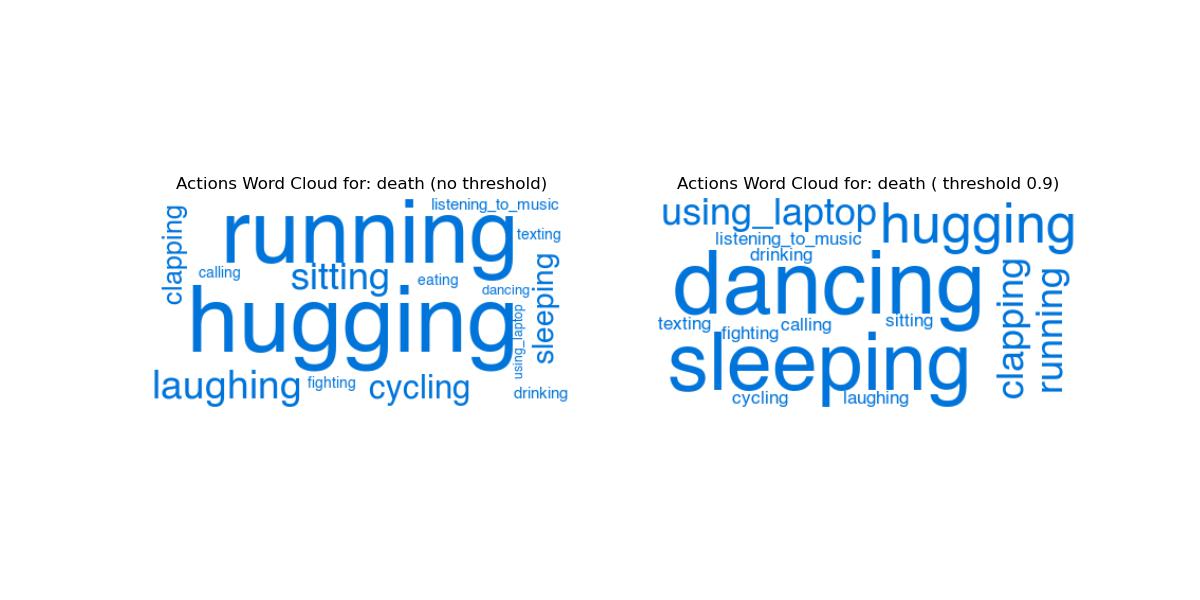 Actions Word Cloud for: death (no threshold)
listening_to_music
clapping
running
texting
calling
sitting
eating
sleeping
dancing
hugging
using_laptop
laughing
fighting
cycling
drinking
Actions Word Cloud for: death ( threshold 0.9)
using_laptop
hugging
listening_to_music
drinking
dancing
clapping
running
texting
fighting
calling
sitting
sleeping
cycling
laughing